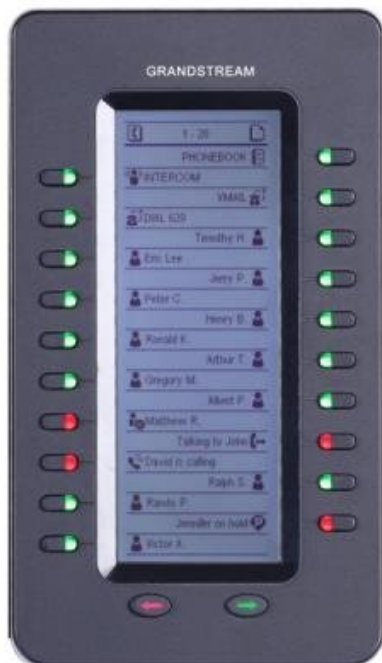 GRANDSTREAM
1 - 20
PHONEBOOK
INTERCOM
VMAIL
DIAL 629
Timothy H.
Eric Lee
Jerry P.
Peter C.
Henry B.
Ronald K.
Arthur T.
Gregory M.
Albert P.
Matthew R.
Talking to John
David is calling
Ralph S.
Randy P.
Jennifer on hold
Victor A.